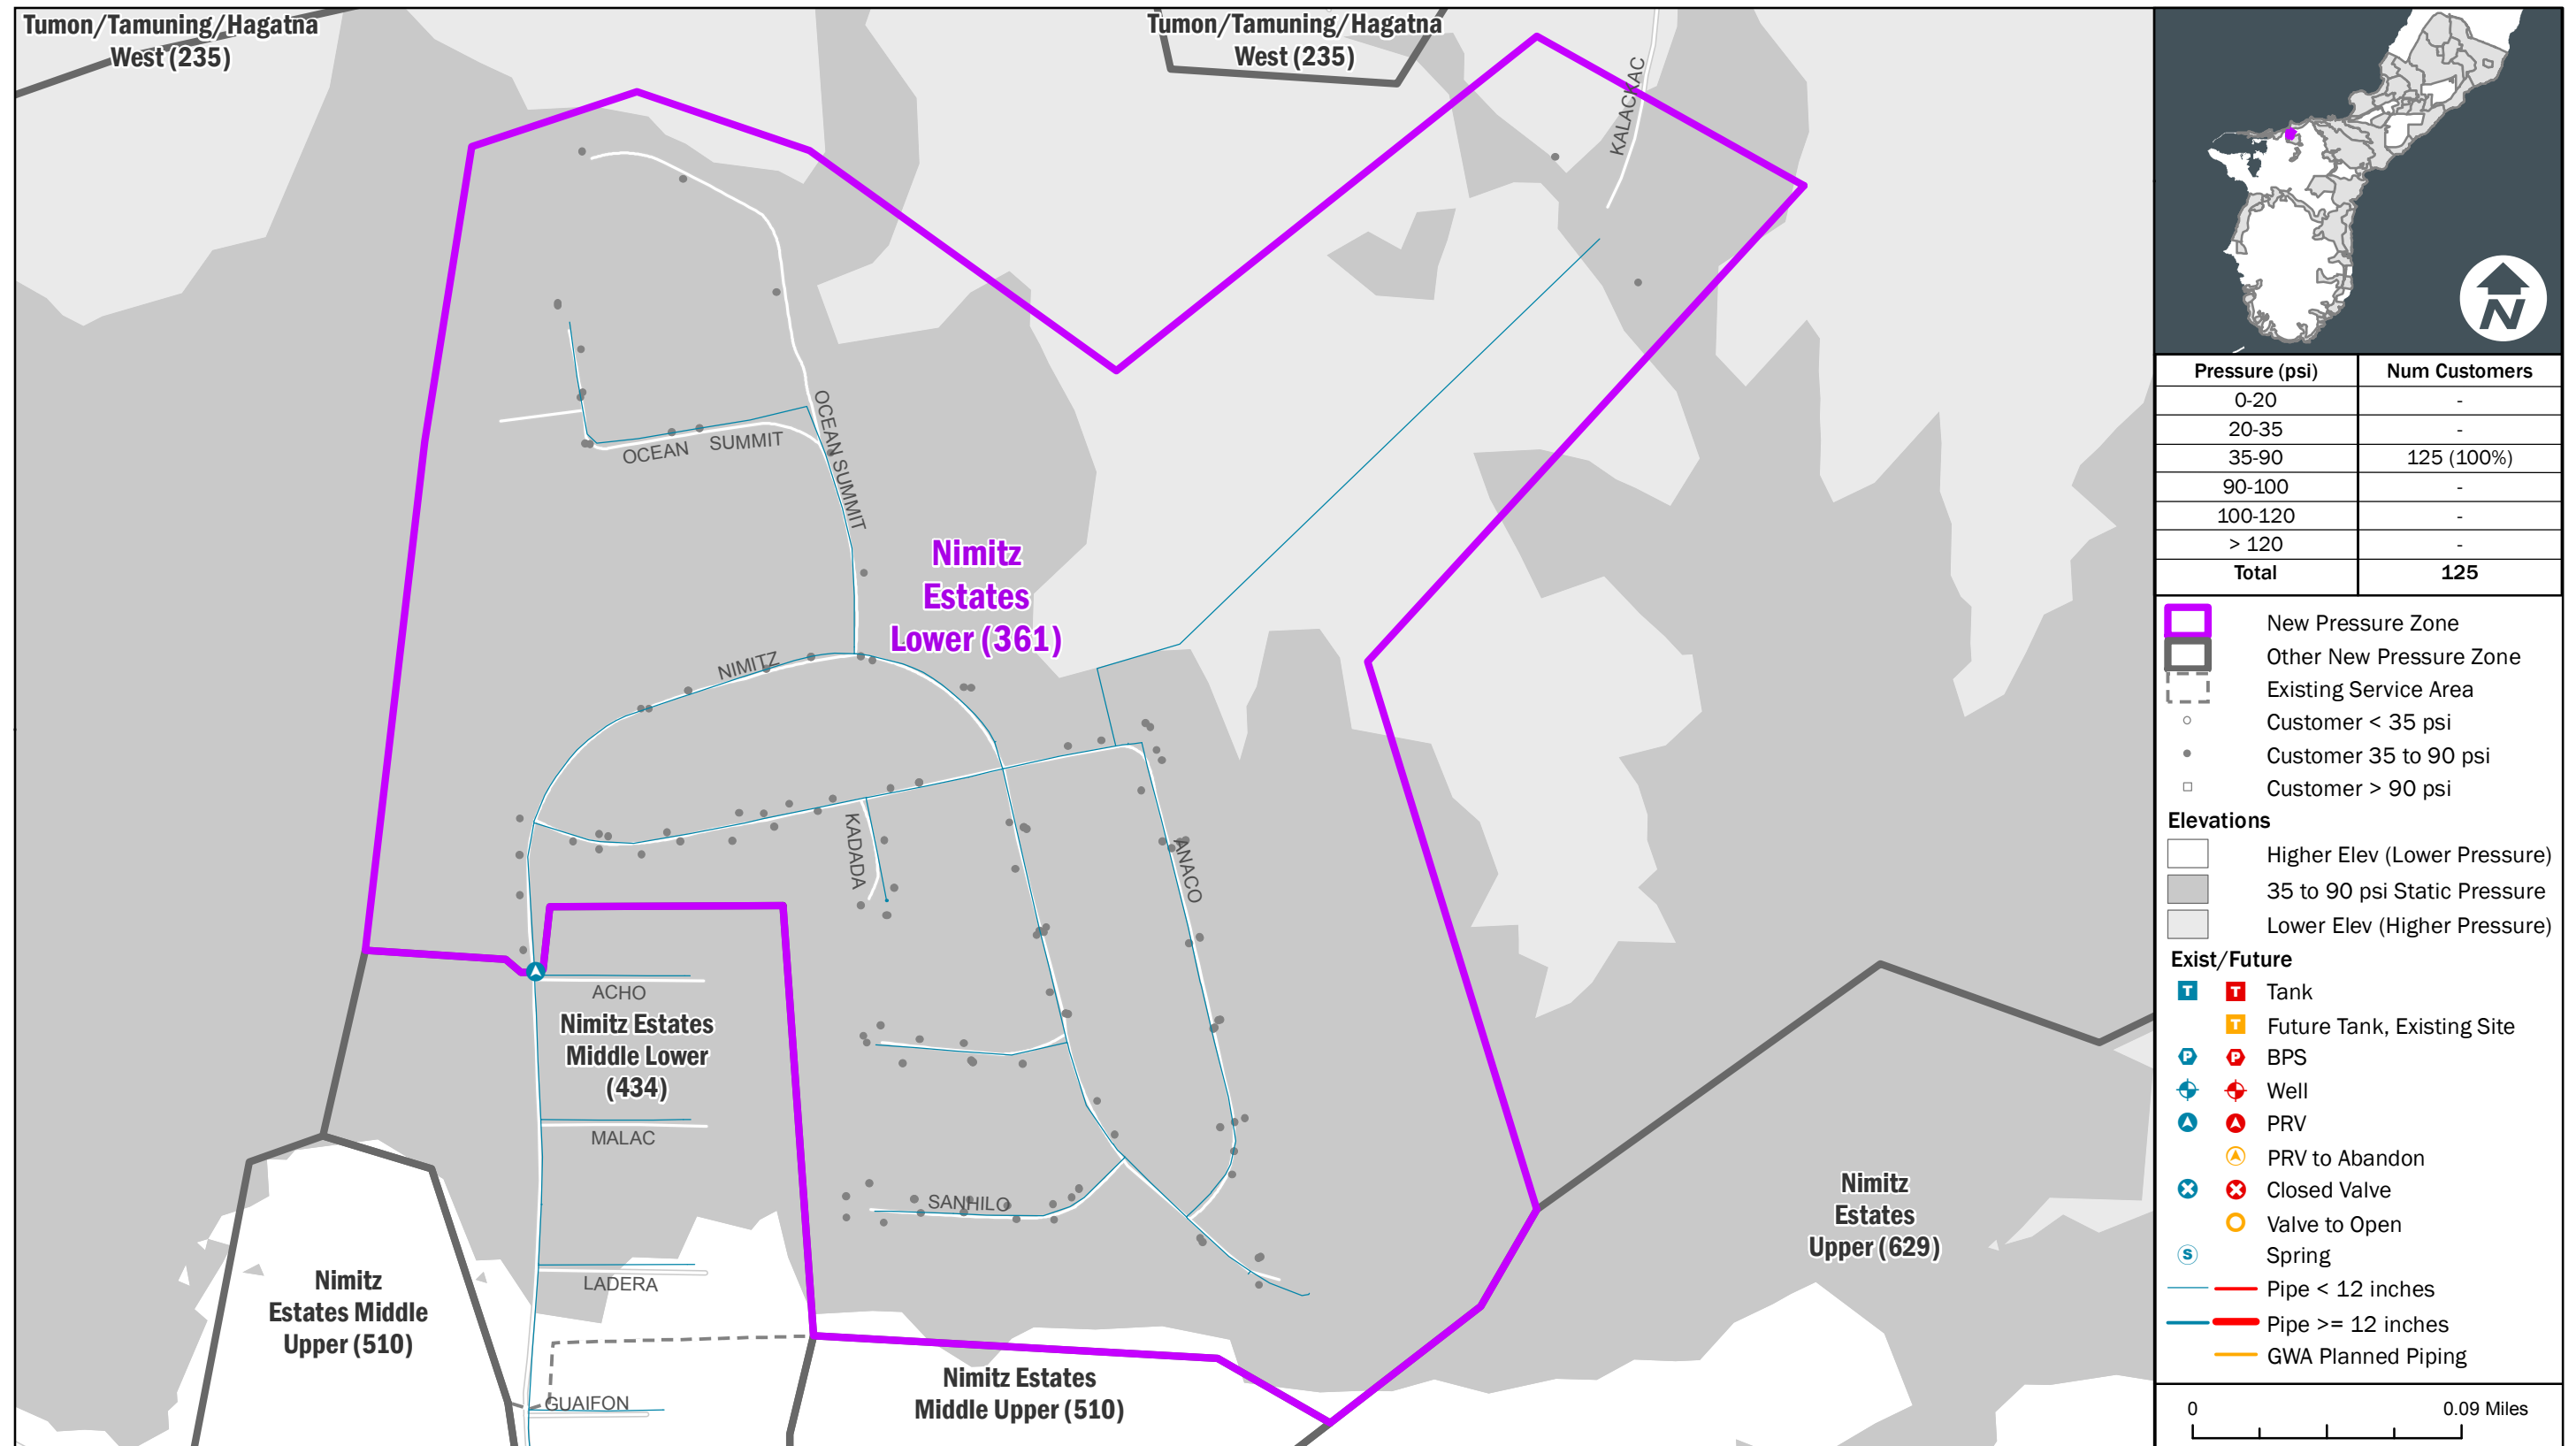 Tumon/Tamuning/Hagatna
West (235)
Tumon/Tamuning/Hagatna
West (235)
KALACKAC
OCEAN SUMMIT
OCEAN SUMMIT
Nimitz
Estates
Lower (361)
NIMITZ
KADADA
ANACO
ACHO
Nimitz Estates
Middle Lower
(434)
MALAC
SANHILO
LADERA
Nimitz
Estates
Upper (629)
Nimitz
Estates Middle
Upper (510)
GUAIFON
Nimitz Estates
Middle Upper (510)
N
Pressure (psi) Num Customers
0-20 -
20-35 -
35-90 125 (100%)
90-100 -
100-120 -
> 120 -
Total 125
New Pressure Zone
Other New Pressure Zone
Existing Service Area
Customer < 35 psi
Customer 35 to 90 psi
Customer > 90 psi
Elevations
Higher Elev (Lower Pressure)
35 to 90 psi Static Pressure
Lower Elev (Higher Pressure)
Exist/Future
T T Tank
T Future Tank, Existing Site
P P BPS
Well
PRV
PRV to Abandon
Closed Valve
Valve to Open
S Spring
Pipe < 12 inches
Pipe >= 12 inches
GWA Planned Piping
0 0.09 Miles